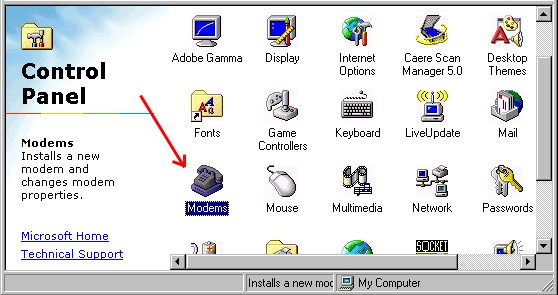 Control
Panel
Modems
Installs a new
modem and
changes modem
properties.
Microsoft Home
Technical Support
Adobe Gamma
Display
Internet
Options
Caere Scan
Manager 5.0
Desktop
Themes
Fonts
Game
Controllers
Keyboard
LiveUpdate
Mail
Modems
Mouse
Multimedia
Network
Passwords
SOCKET
Installs a new mod
My Computer